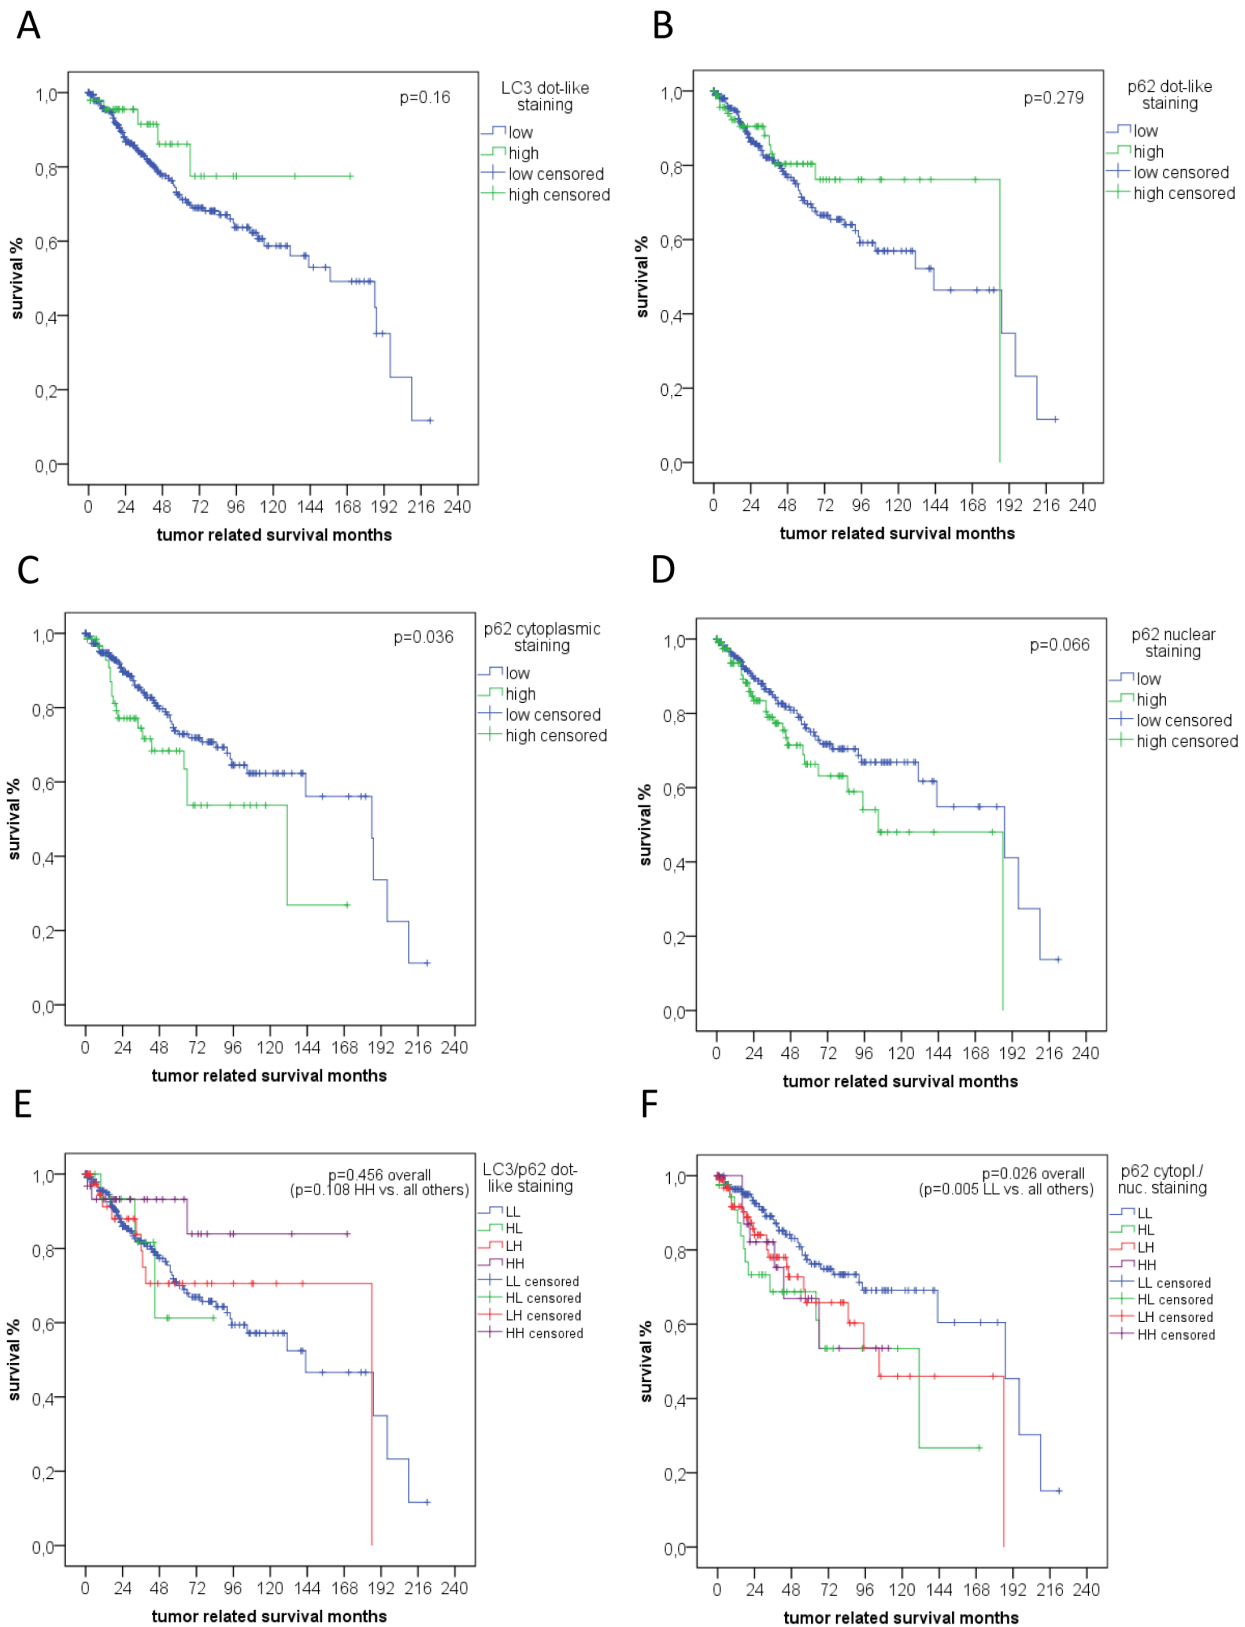 A
p=0.16
LC3 dot-like
staining
low
high
low censored
high censored
1,0
0,8
0,6
0,4
0,2
0,0
survival %
0 24 48 72 96 120 144 168 192 216 240
tumor related survival months
B
p=0.279
p62 dot-like
staining
low
high
low censored
high censored
1,0
0,8
0,6
0,4
0,2
0,0
survival %
0 24 48 72 96 120 144 168 192 216 240
tumor related survival months
C
p=0.036
p62 cytoplasmic
staining
low
high
low censored
high censored
1,0
0,8
0,6
0,4
0,2
0,0
survival %
0 24 48 72 96 120 144 168 192 216 240
tumor related survival months
D
p=0.066
p62 nuclear
staining
low
high
low censored
high censored
1,0
0,8
0,6
0,4
0,2
0,0
survival %
0 24 48 72 96 120 144 168 192 216 240
tumor related survival months
E
p=0.456 overall
(p=0.108 HH vs. all others)
LC3/p62 dot-
like staining
LL
HL
LH
HH
LL censored
HL censored
LH censored
HH censored
1,0
0,8
0,6
0,4
0,2
0,0
survival %
0 24 48 72 96 120 144 168 192 216 240
tumor related survival months
F
p=0.026 overall
(p=0.005 LL vs. all others)
p62 cytopl./
nuc. staining
LL
HL
LH
HH
LL censored
HL censored
LH censored
HH censored
1,0
0,8
0,6
0,4
0,2
0,0
survival %
0 24 48 72 96 120 144 168 192 216 240
tumor related survival months